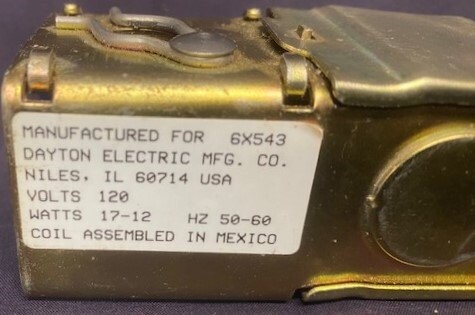 MANUFACTURED FOR 6X543
DAYTON ELECTRIC MFG. CO.
NILES, IL 60714 USA
VOLTS 120
WATTS 17-12 HZ 50-60
COIL ASSEMBLED IN MEXICO